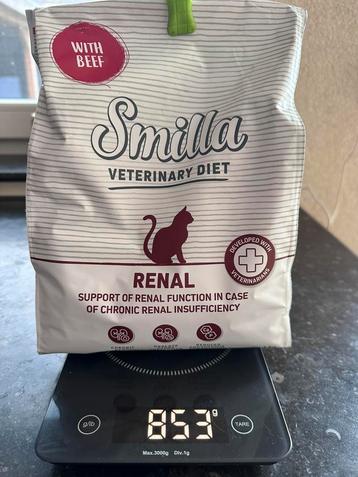 WITH
BEEF
Smilla
VETERINARY DIET
DEVELOPED WITH
VETERINARIANS
RENAL
SUPPORT OF RENAL FUNCTION IN CASE
OF CHRONIC RENAL INSUFFICIENCY
g/lb
853g
TARE
Max.3000g Div.1g